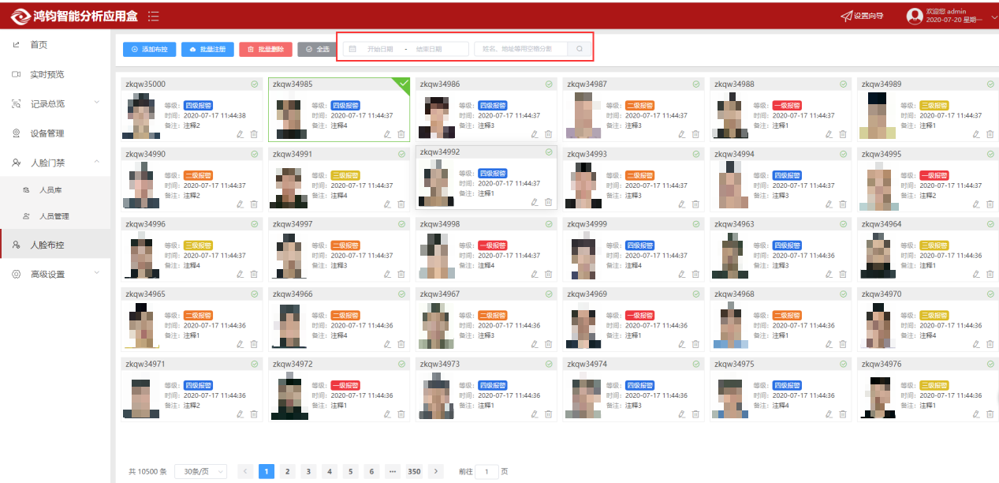 鸿钧智能分析应用盒
设置向导
欢迎您 admin
2020-07-20 星期一
首页
实时预览
记录总览
设备管理
人脸门禁
人员库
人员管理
人脸布控
高级设置
添加布控 批量注册 批量删除 全选 开始日期 - 结束日期 姓名、地址等用空格分割
zkqw35000
等级: 四级报警
时间: 2020-07-17 11:44:38
备注: 注释2
zkqw34985
等级: 四级报警
时间: 2020-07-17 11:44:37
备注: 注释4
zkqw34986
等级: 四级报警
时间: 2020-07-17 11:44:37
备注: 注释3
zkqw34987
等级: 二级报警
时间: 2020-07-17 11:44:37
备注: 注释3
zkqw34988
等级: 一级报警
时间: 2020-07-17 11:44:37
备注: 注释1
zkqw34989
等级: 三级报警
时间: 2020-07-17 11:44:37
备注: 注释1
zkqw34990
等级: 二级报警
时间: 2020-07-17 11:44:37
备注: 注释2
zkqw34991
等级: 三级报警
时间: 2020-07-17 11:44:37
备注: 注释4
zkqw34992
等级: 四级报警
时间: 2020-07-17 11:44:37
备注: 注释1
zkqw34993
等级: 二级报警
时间: 2020-07-17 11:44:37
备注: 注释3
zkqw34994
等级: 四级报警
时间: 2020-07-17 11:44:37
备注: 注释3
zkqw34995
等级: 一级报警
时间: 2020-07-17 11:44:37
备注: 注释2
zkqw34996
等级: 三级报警
时间: 2020-07-17 11:44:37
备注: 注释4
zkqw34997
等级: 二级报警
时间: 2020-07-17 11:44:37
备注: 注释3
zkqw34998
等级: 一级报警
时间: 2020-07-17 11:44:37
备注: 注释4
zkqw34999
等级: 四级报警
时间: 2020-07-17 11:44:37
备注: 注释4
zkqw34963
等级: 四级报警
时间: 2020-07-17 11:44:36
备注: 注释3
zkqw34964
等级: 三级报警
时间: 2020-07-17 11:44:36
备注: 注释1
zkqw34965
等级: 二级报警
时间: 2020-07-17 11:44:36
备注: 注释1
zkqw34966
等级: 二级报警
时间: 2020-07-17 11:44:36
备注: 注释4
zkqw34967
等级: 二级报警
时间: 2020-07-17 11:44:36
备注: 注释3
zkqw34969
等级: 一级报警
时间: 2020-07-17 11:44:36
备注: 注释1
zkqw34968
等级: 二级报警
时间: 2020-07-17 11:44:36
备注: 注释1
zkqw34970
等级: 三级报警
时间: 2020-07-17 11:44:36
备注: 注释4
zkqw34971
等级: 四级报警
时间: 2020-07-17 11:44:36
备注: 注释2
zkqw34972
等级: 一级报警
时间: 2020-07-17 11:44:36
备注: 注释1
zkqw34973
等级: 四级报警
时间: 2020-07-17 11:44:36
备注: 注释1
zkqw34974
等级: 四级报警
时间: 2020-07-17 11:44:36
备注: 注释3
zkqw34975
等级: 四级报警
时间: 2020-07-17 11:44:36
备注: 注释4
zkqw34976
等级: 三级报警
时间: 2020-07-17 11:44:36
备注: 注释1
共 10500 条 30条/页 < 1 2 3 4 5 6 ··· 350 > 前往 1 页